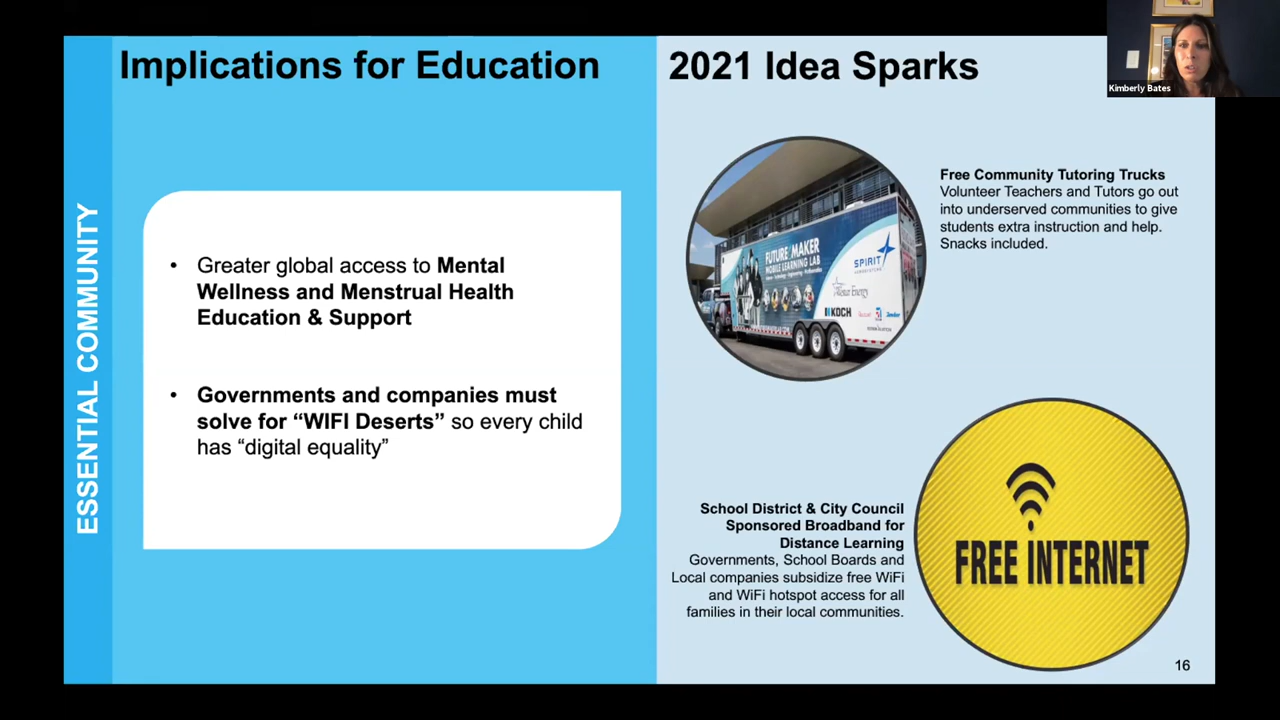 Implications for Education
2021 Idea Sparks
Kimberly Bates
ESSENTIAL COMMUNITY
• Greater global access to Mental
Wellness and Menstrual Health
Education & Support
• Governments and companies must
solve for “WIFI Deserts” so every child
has “digital equality”
FUTURE MAKER
MOBILE LEARNING LAB
SPIRIT
AEROSYSTEMS
Westar Energy
KOCH
Free Community Tutoring Trucks
Volunteer Teachers and Tutors go out
into underserved communities to give
students extra instruction and help.
Snacks included.
School District & City Council
Sponsored Broadband for
Distance Learning
Governments, School Boards and
Local companies subsidize free WiFi
and WiFi hotspot access for all
families in their local communities.
FREE INTERNET
16